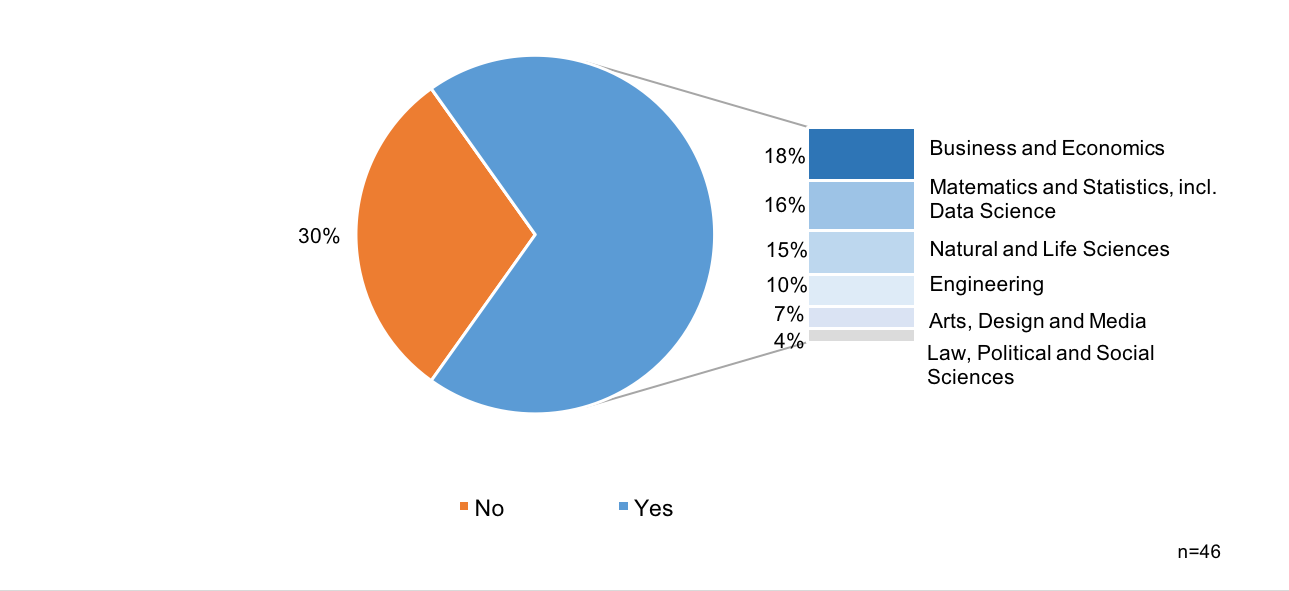 18%
Business and Economics
30%
16%
Matematics and Statistics, incl.
Data Science
15%
Natural and Life Sciences
10%
Engineering
7%
Arts, Design and Media
4%
Law, Political and Social
Sciences
No
Yes
n=46